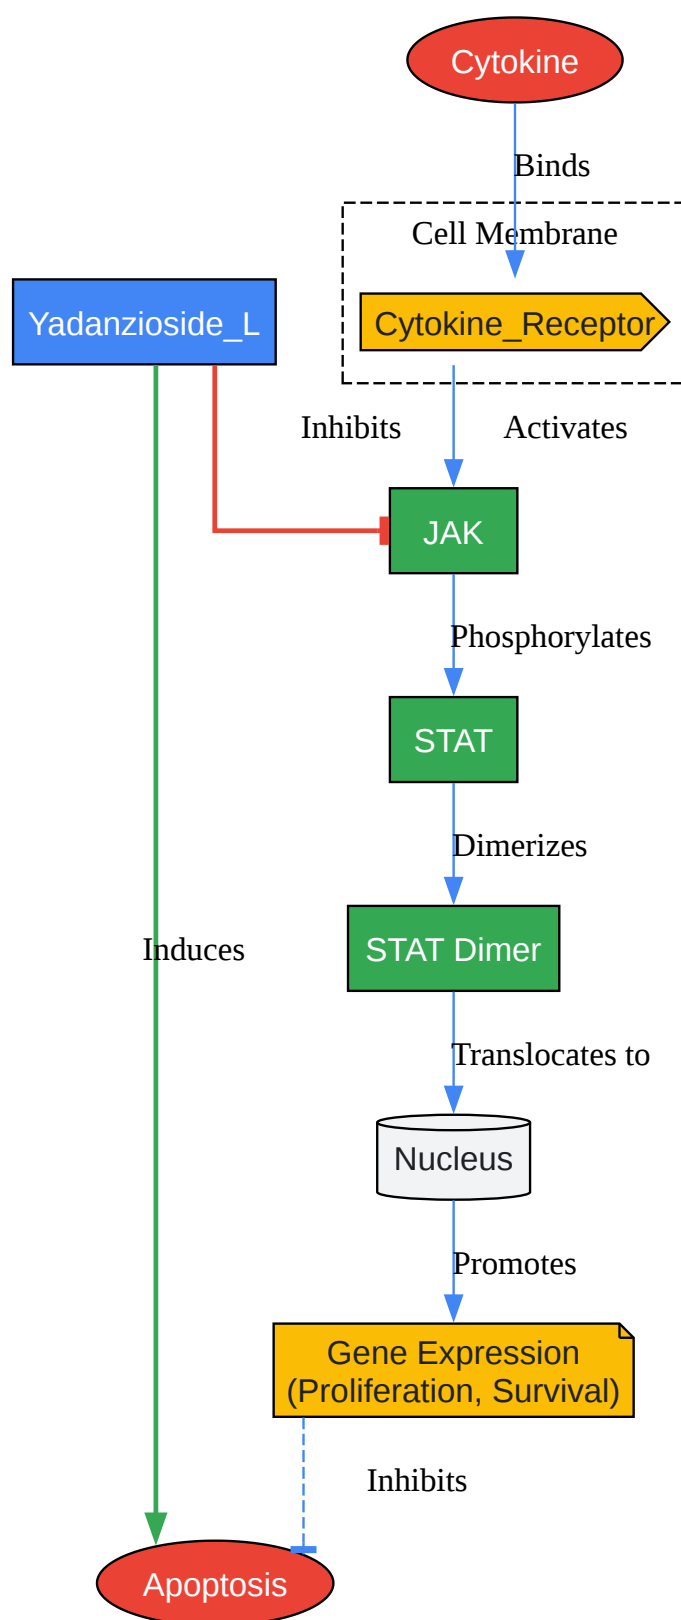 Cytokine
Binds
Cell Membrane
Yadanzioside_L
Cytokine_Receptor
Inhibits
Activates
JAK
Phosphorylates
STAT
Dimerizes
Induces
STAT Dimer
Translocates to
Nucleus
Promotes
Gene Expression
(Proliferation, Survival)
Inhibits
Apoptosis